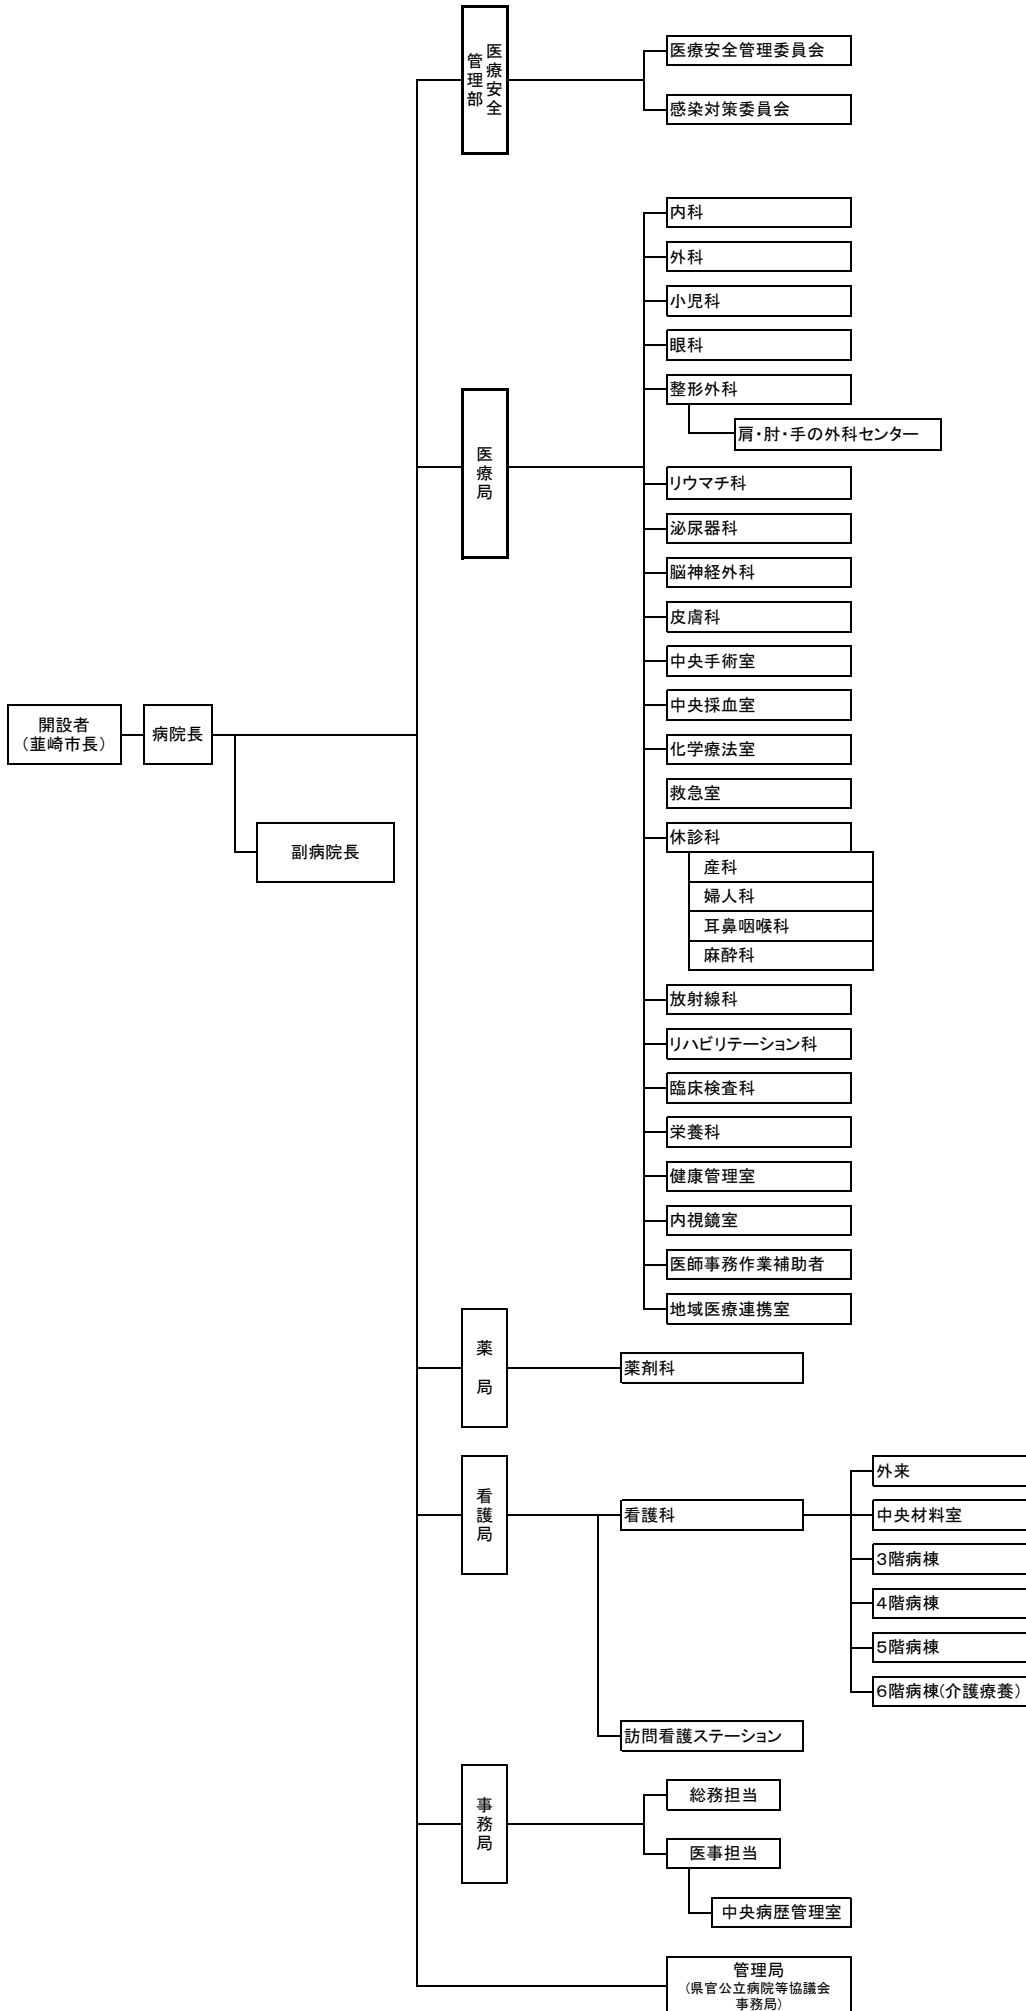 医療安全
管理部
医療安全管理委員会
感染対策委員会
内科
外科
小児科
眼科
整形外科
肩・肘・手の外科センター
医療局
リウマチ科
泌尿器科
脳神経外科
皮膚科
中央手術室
中央採血室
開設者
（韮崎市長）
病院長
副病院長
化学療法室
救急室
休診科
産科
婦人科
耳鼻咽喉科
麻酔科
放射線科
リハビリテーション科
臨床検査科
栄養科
健康管理室
内視鏡室
医師事務作業補助者
地域医療連携室
薬局
薬剤科
看護局
看護科
外来
中央材料室
3階病棟
4階病棟
5階病棟
6階病棟(介護療養)
訪問看護ステーション
事務局
総務担当
医事担当
中央病歴管理室
管理局
（県官公立病院等協議会
事務局）